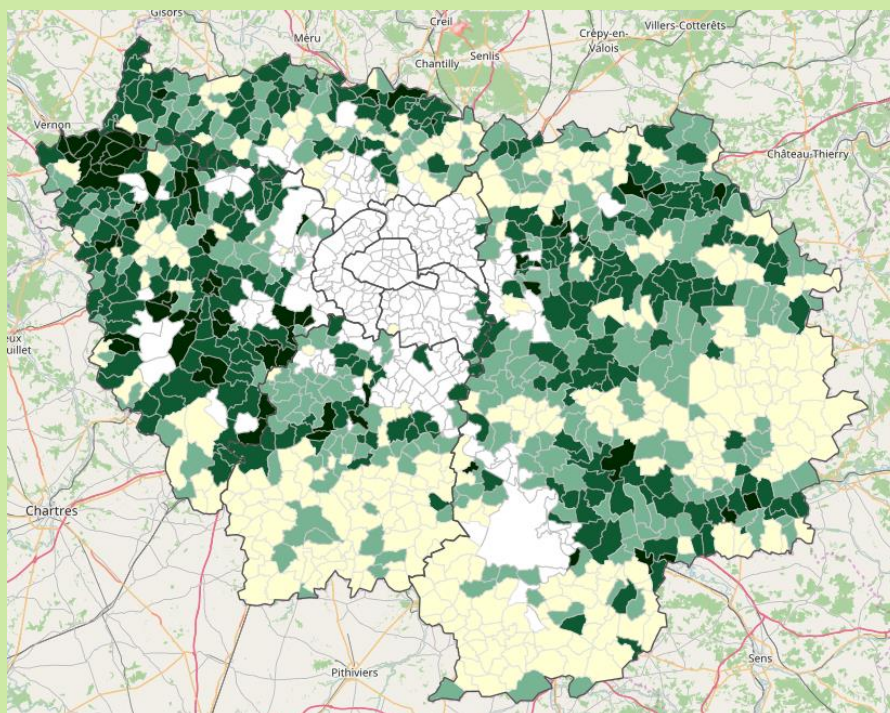 Gisors
Creil
Villers-Cotterêts
Méru
Crépy-en-
Valois
Senlis
Chantilly
Vernon
Château-Thierry
Chartres
Sens
Pithiviers